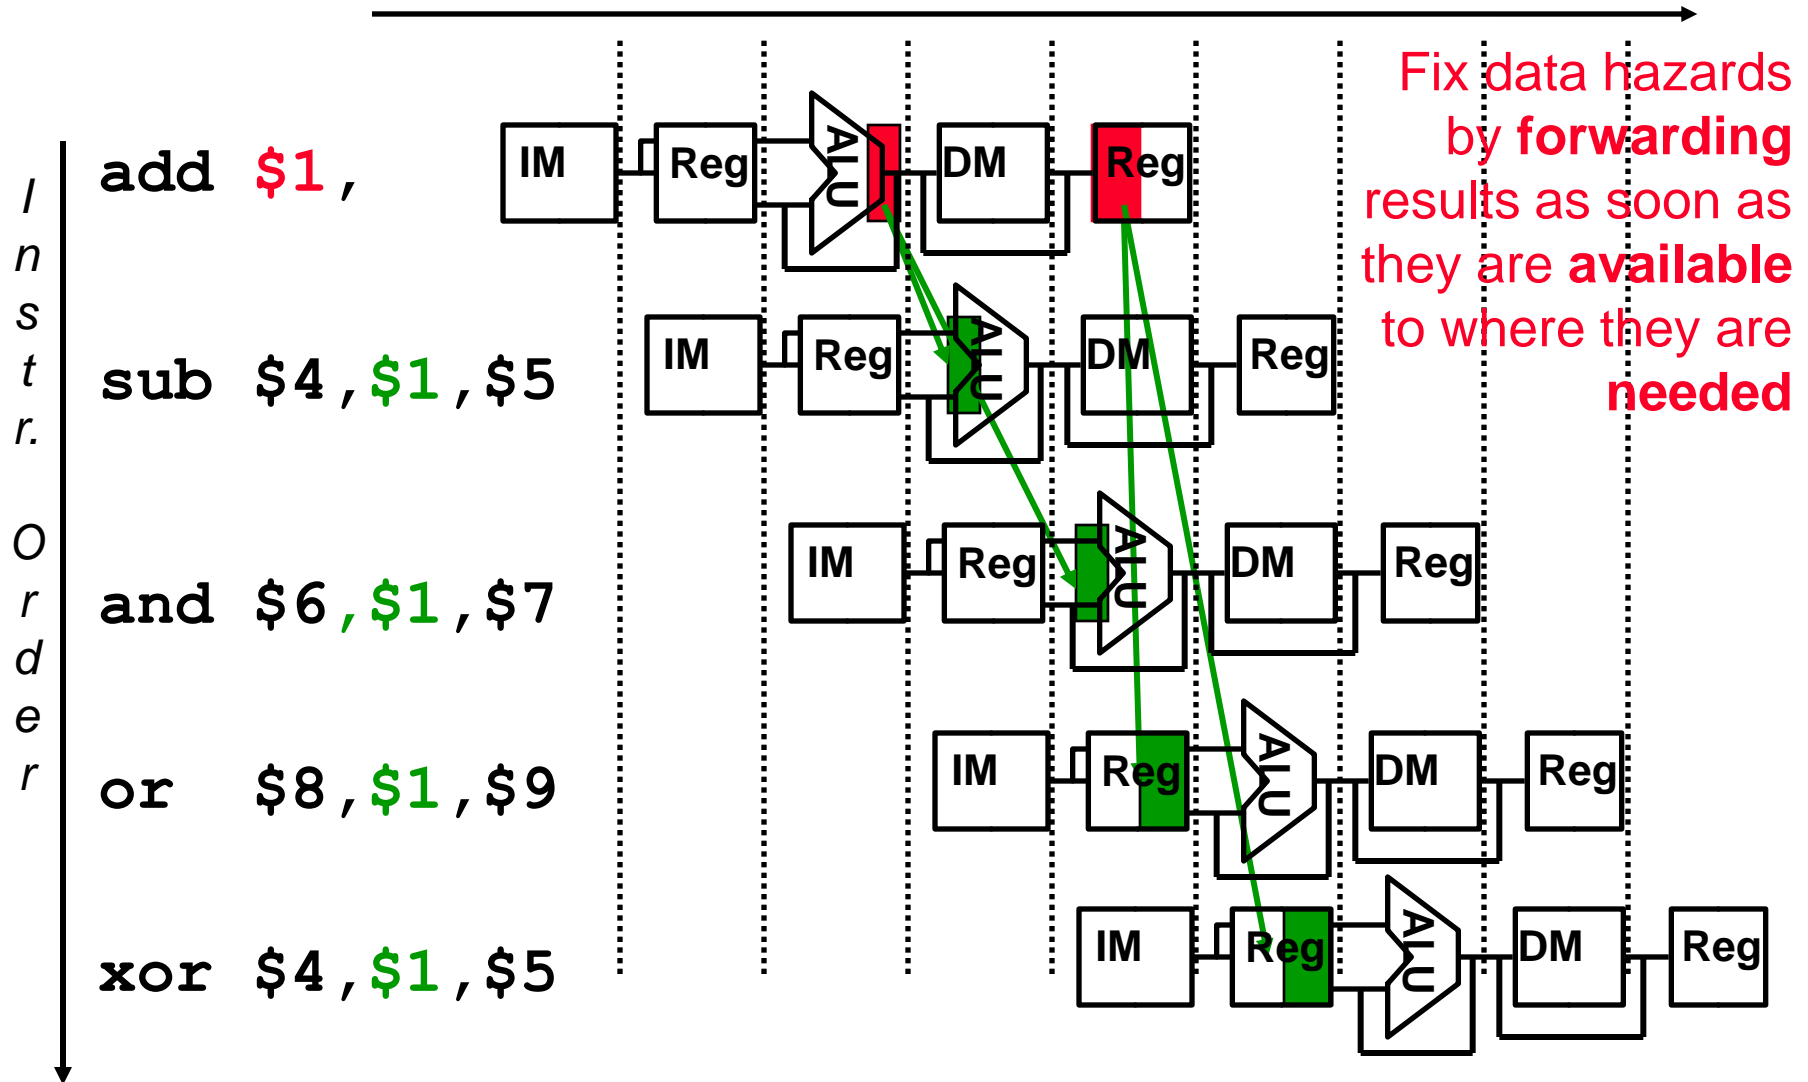 Fix data hazards
by forwarding
results as soon as
they are available
to where they are
needed
Instr. Order
add $1,
IM Reg ALU DM Reg
sub $4,$1,$5
IM Reg ALU DM Reg
and $6,$1,$7
IM Reg ALU DM Reg
or $8,$1,$9
IM Reg ALU DM Reg
xor $4,$1,$5
IM Reg ALU DM Reg